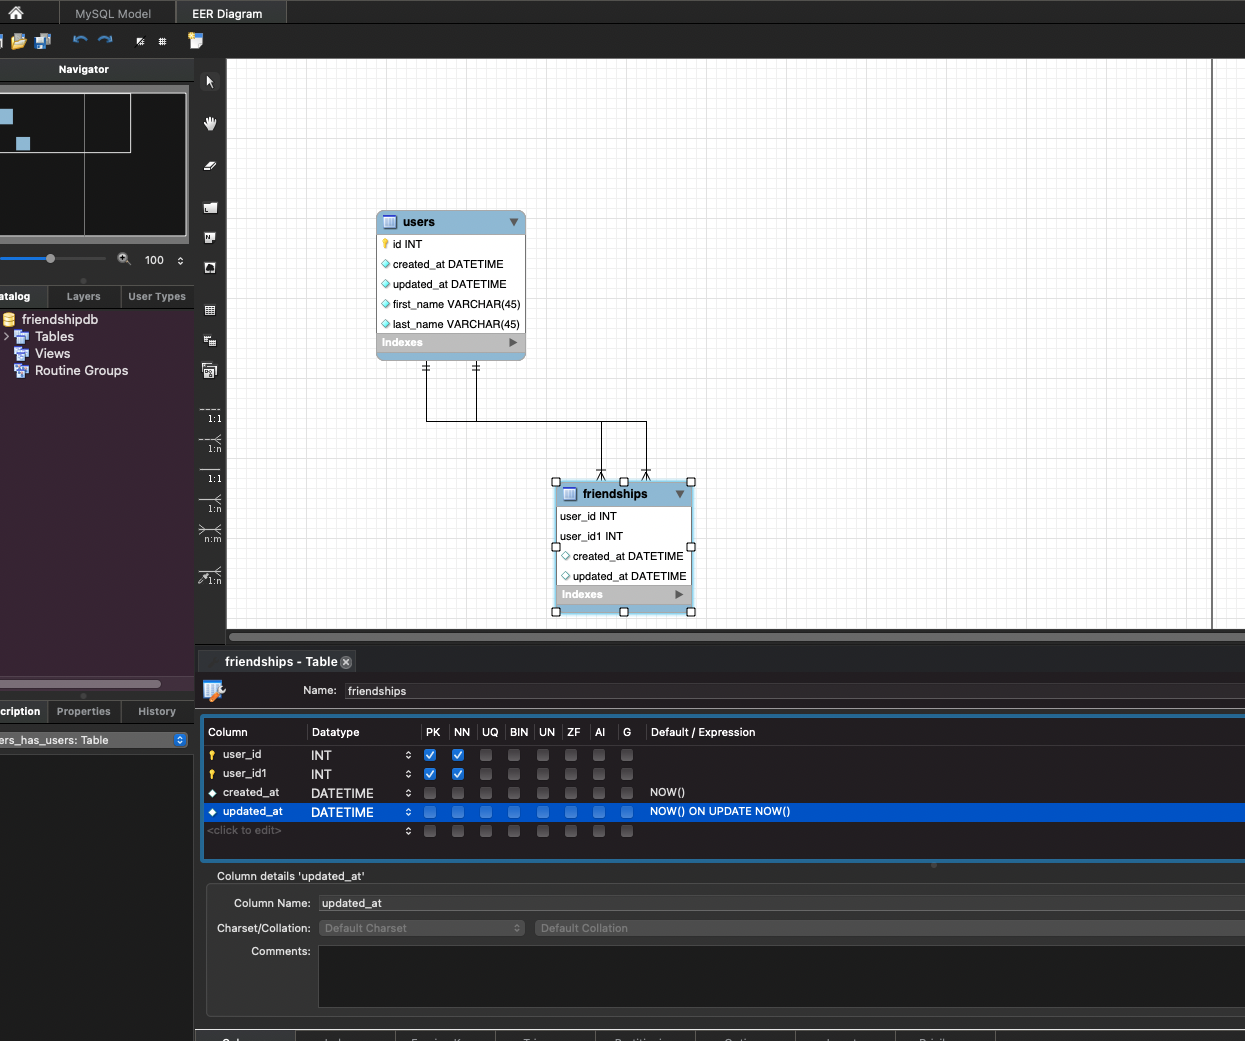 MySQL Model
EER Diagram
Navigator
100
atalog
Layers
User Types
friendshipdb
Tables
Views
Routine Groups
1:1
1:n
1:1
1:n
n:m
1:n
users
id INT
created_at DATETIME
updated_at DATETIME
first_name VARCHAR(45)
last_name VARCHAR(45)
Indexes
friendships
user_id INT
user_id1 INT
created_at DATETIME
updated_at DATETIME
Indexes
cription
Properties
History
ers_has_users: Table
friendships - Table
Name: friendships
Column Datatype PK NN UQ BIN UN ZF AI G Default / Expression
user_id INT
user_id1 INT
created_at DATETIME NOW()
updated_at DATETIME NOW() ON UPDATE NOW()
<click to edit>
Column details 'updated_at'
Column Name: updated_at
Charset/Collation: Default Charset Default Collation
Comments: